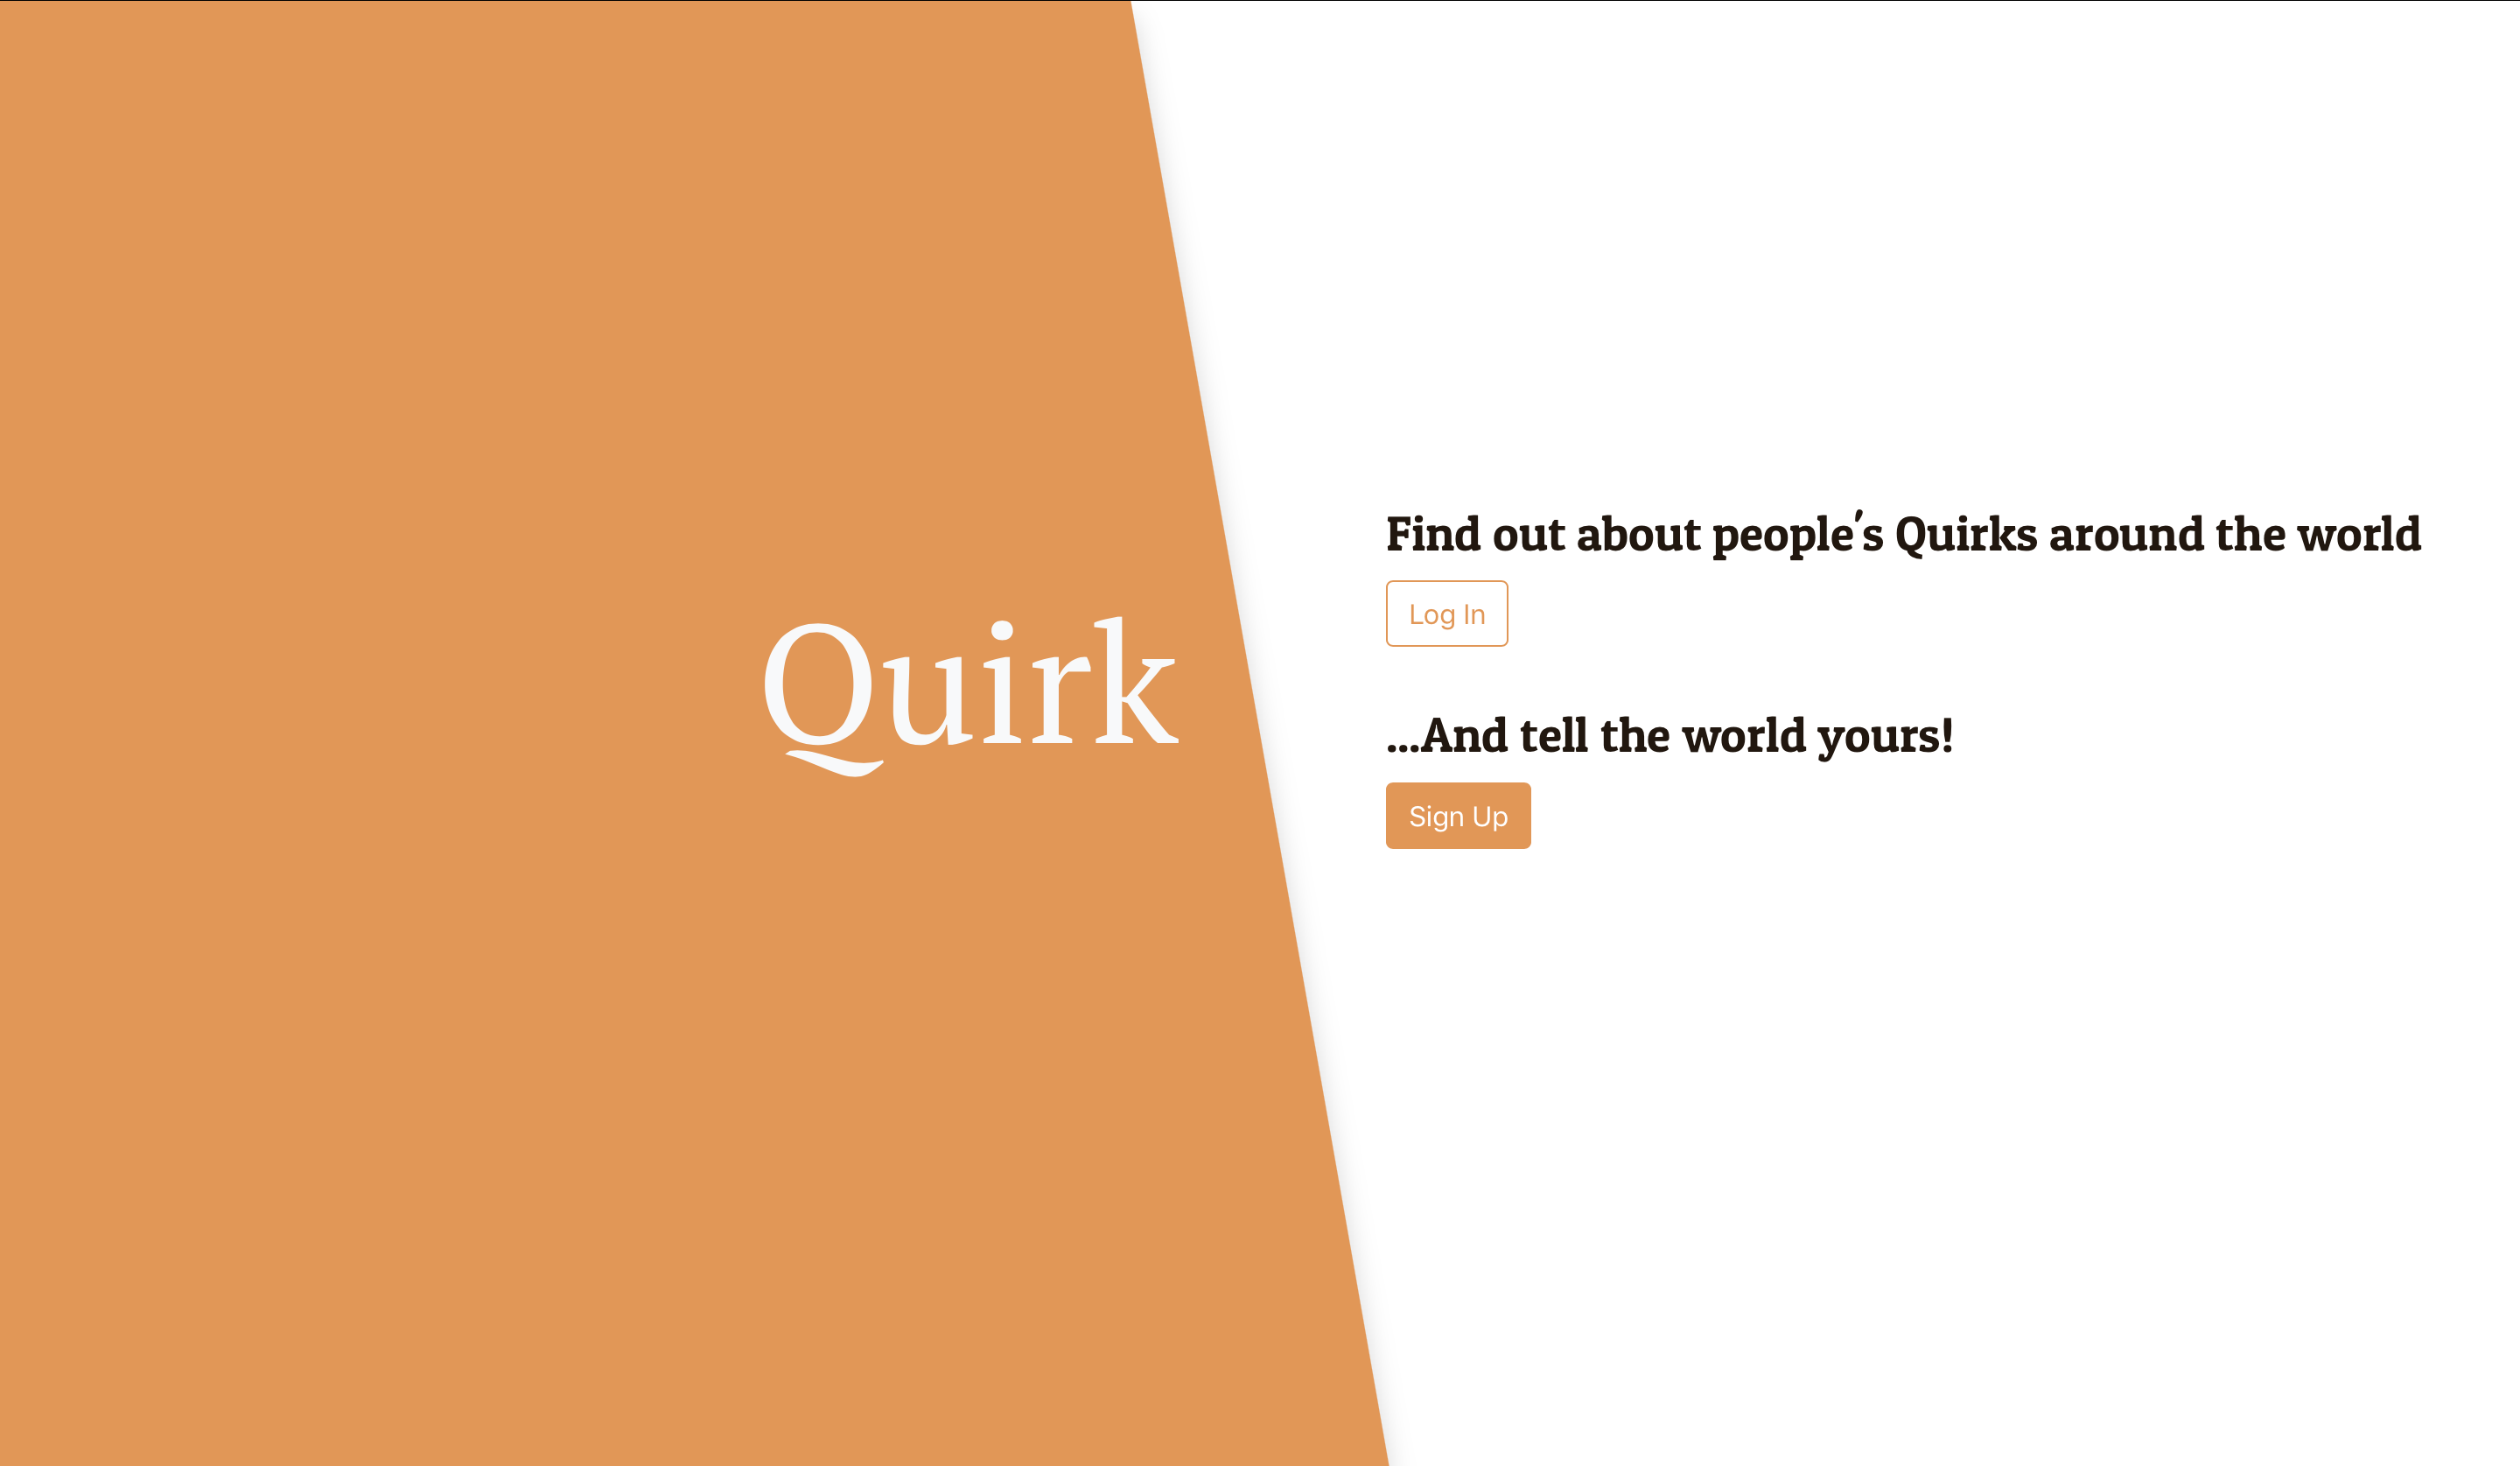 Quirk
Find out about people's Quirks around the world
Log In
...And tell the world yours!
Sign Up